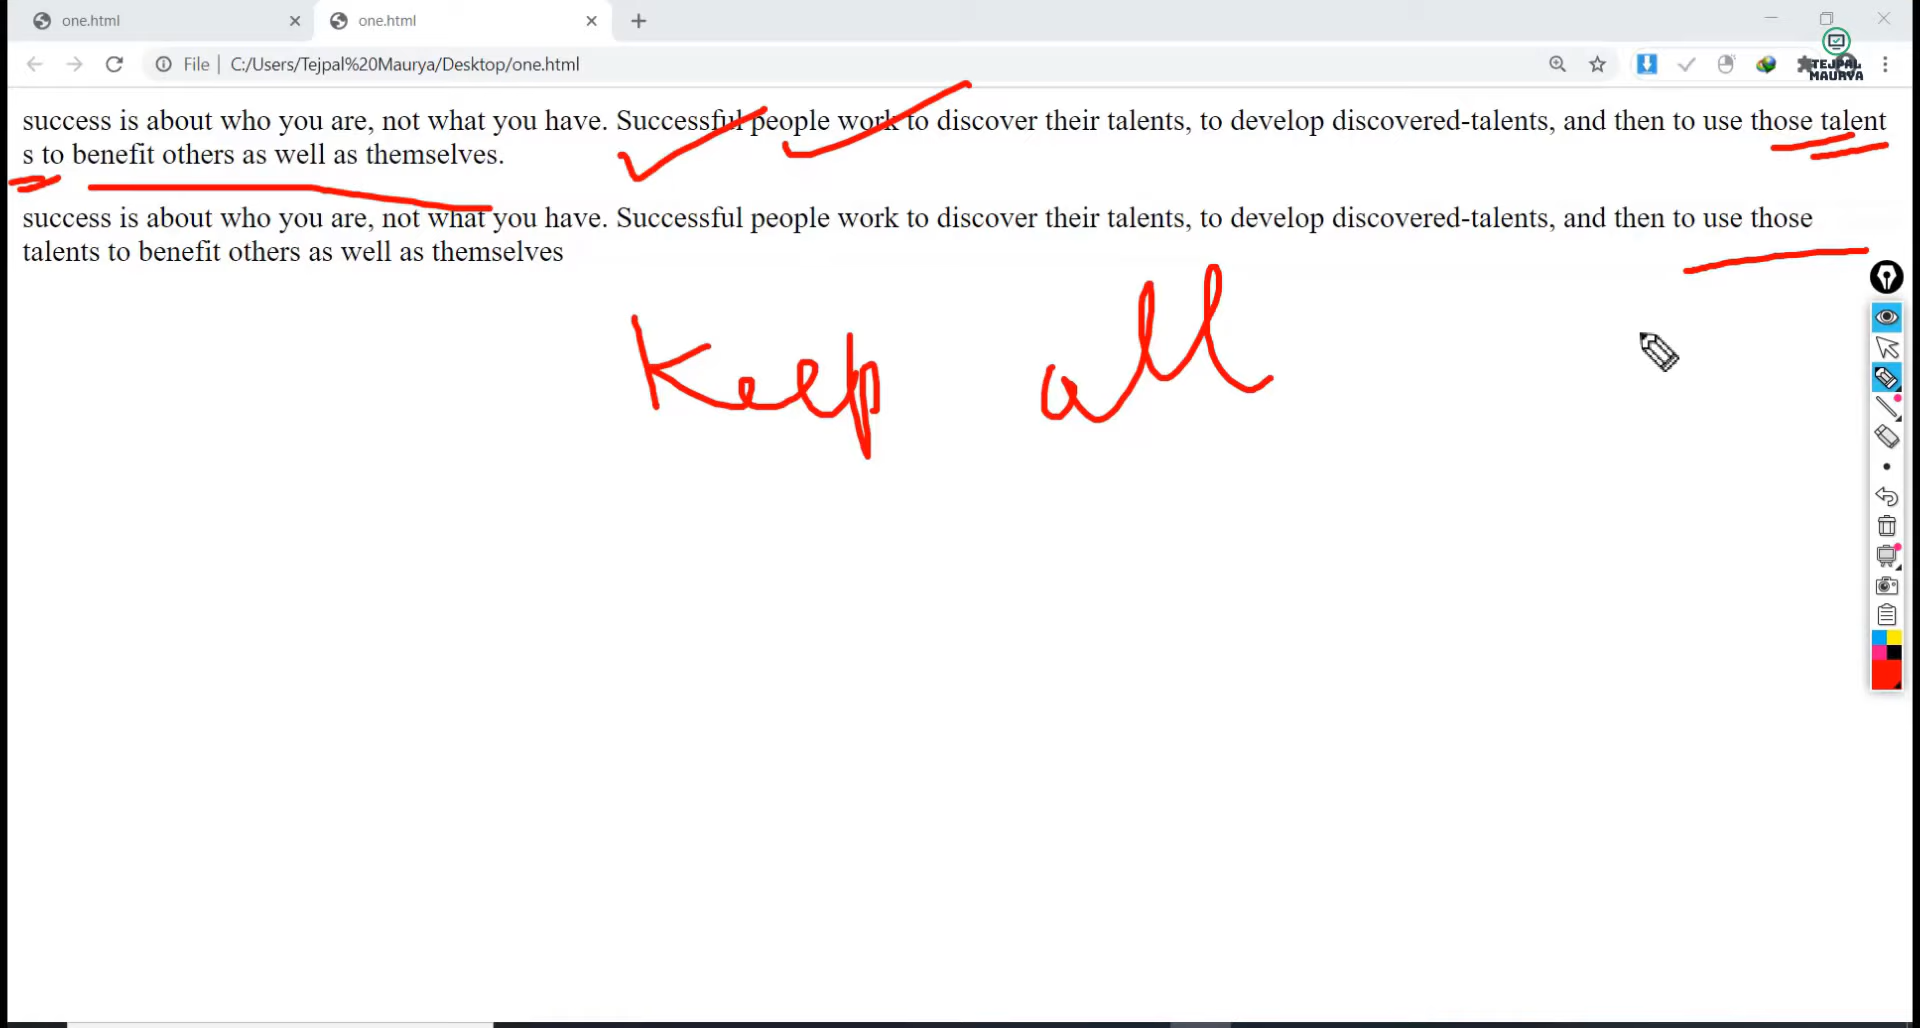 one.html one.html
File C:/Users/Tejpal%20Maurya/Desktop/one.html
TEJPAL
MAURYA
success is about who you are, not what you have. Successful people work to discover their talents, to develop discovered-talents, and then to use those talent
s to benefit others as well as themselves.
success is about who you are, not what you have. Successful people work to discover their talents, to develop discovered-talents, and then to use those
talents to benefit others as well as themselves
Keep all